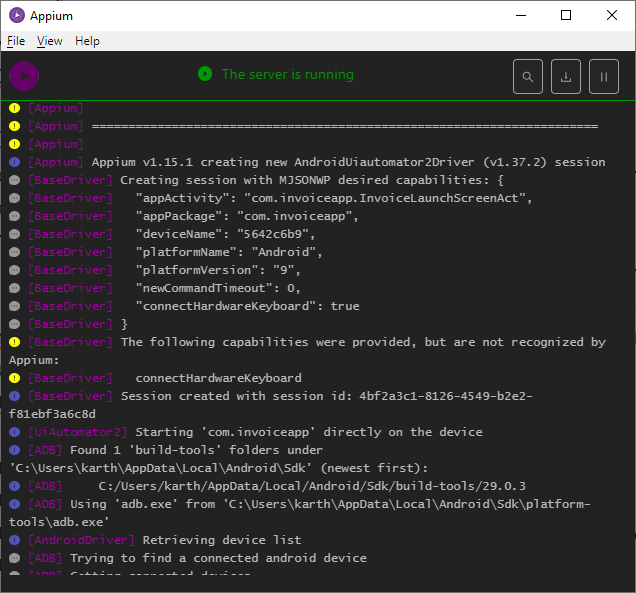 Appium
File View Help
The server is running
[Appium]
[Appium] ======================================================================
[Appium]
[Appium] Appium v1.15.1 creating new AndroidUiautomator2Driver (v1.37.2) session
[BaseDriver] Creating session with MJSONWP desired capabilities: {
[BaseDriver]   "appActivity": "com.invoiceapp.InvoiceLaunchScreenAct",
[BaseDriver]   "appPackage": "com.invoiceapp",
[BaseDriver]   "deviceName": "5642c6b9",
[BaseDriver]   "platformName": "Android",
[BaseDriver]   "platformVersion": "9",
[BaseDriver]   "newCommandTimeout": 0,
[BaseDriver]   "connectHardwareKeyboard": true
[BaseDriver] }
[BaseDriver] The following capabilities were provided, but are not recognized by
Appium:
[BaseDriver]   connectHardwareKeyboard
[BaseDriver] Session created with session id: 4bf2a3c1-8126-4549-b2e2-
f81ebf3a6c8d
[UiAutomator2] Starting 'com.invoiceapp' directly on the device
[ADB] Found 1 'build-tools' folders under
'C:\Users\karth\AppData\Local\Android\Sdk' (newest first):
[ADB]     C:/Users/karth/AppData/Local/Android/Sdk/build-tools/29.0.3
[ADB] Using 'adb.exe' from 'C:\Users\karth\AppData\Local\Android\Sdk\platform-
tools\adb.exe'
[AndroidDriver] Retrieving device list
[ADB] Trying to find a connected android device
[ADB] Getting connected devices